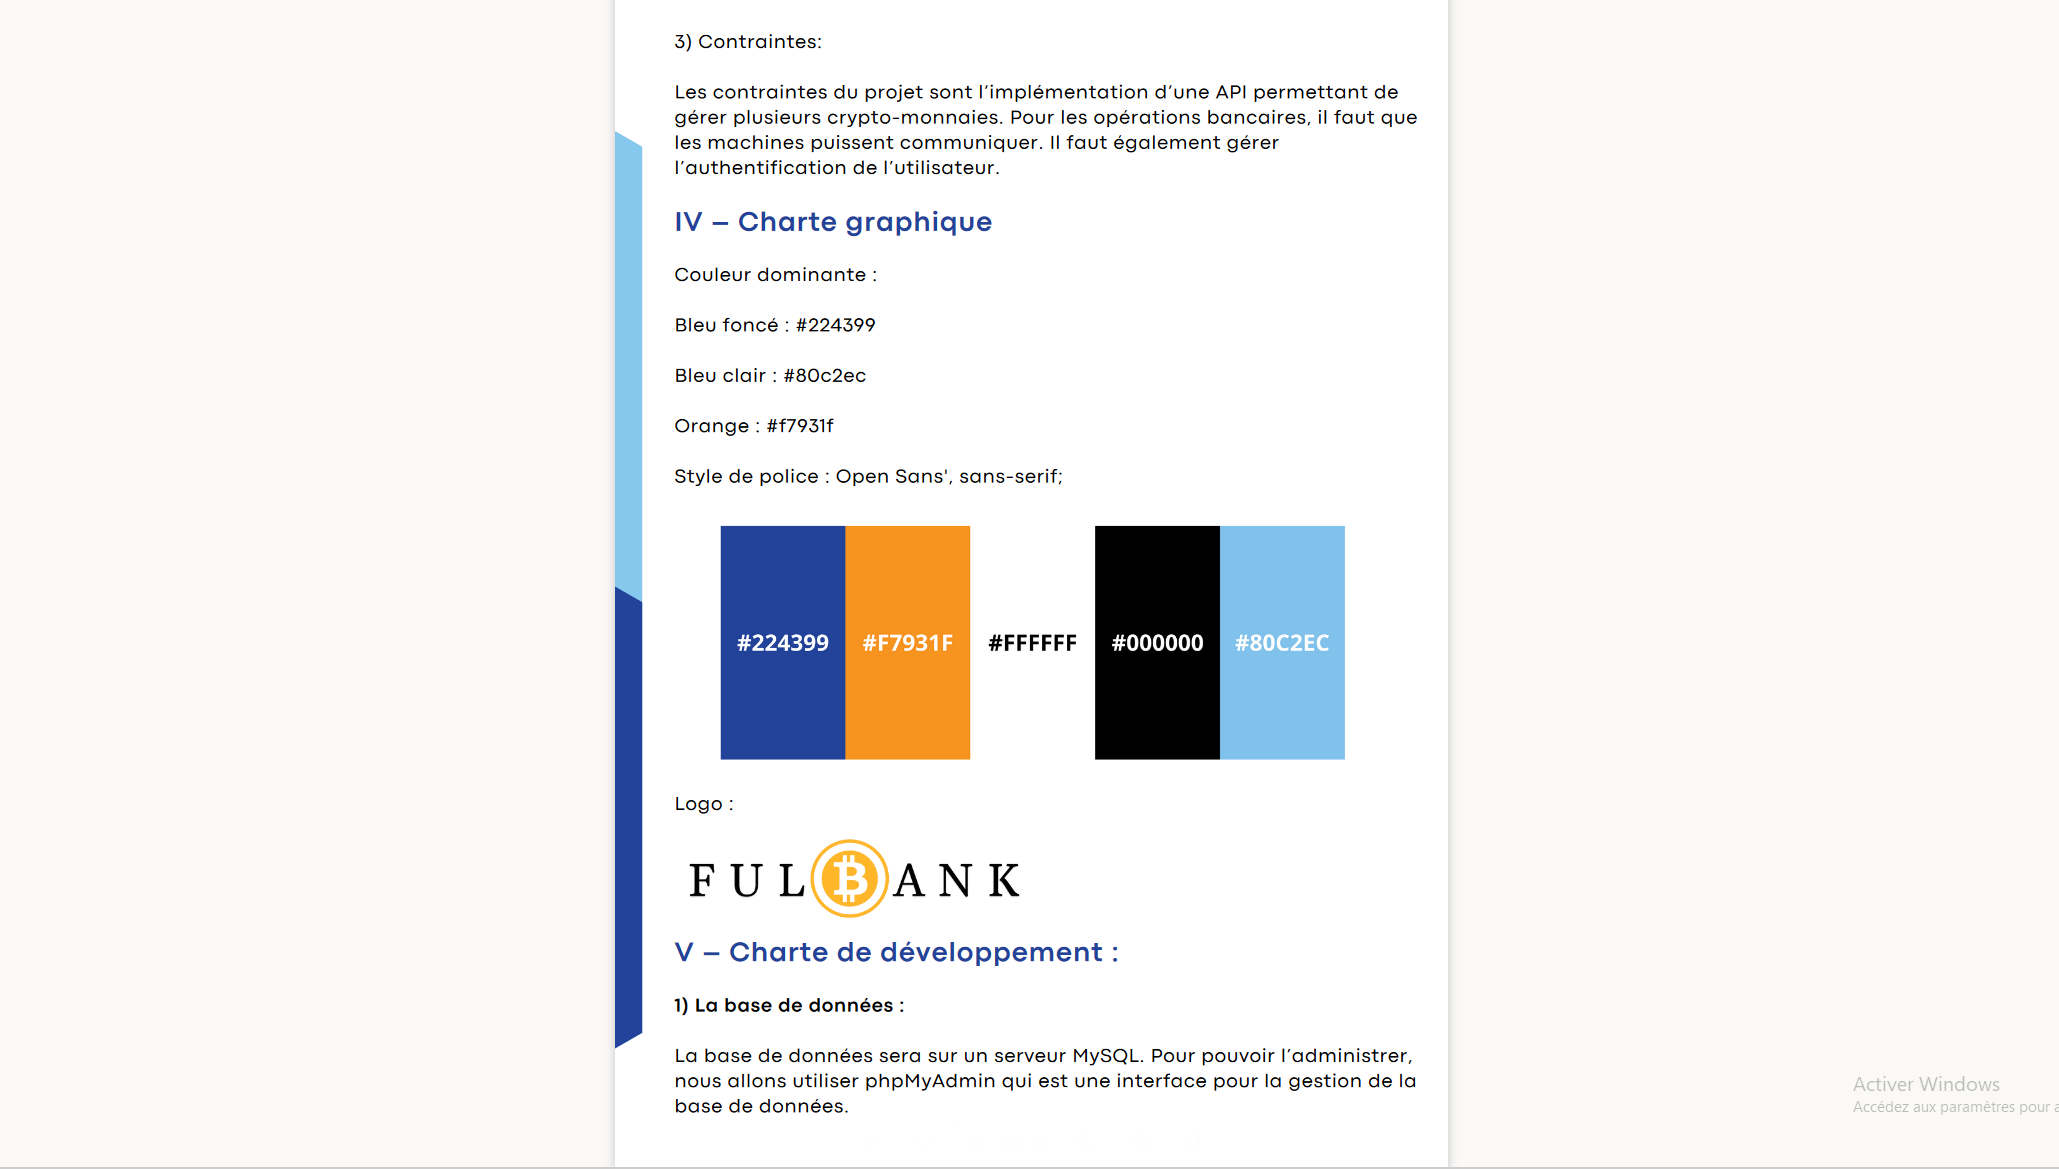 3) Contraintes:
Les contraintes du projet sont l’implémentation d’une API permettant de
gérer plusieurs crypto-monnaies. Pour les opérations bancaires, il faut que
les machines puissent communiquer. Il faut également gérer
l’authentification de l’utilisateur.
IV – Charte graphique
Couleur dominante :
Bleu foncé : #224399
Bleu clair : #80c2ec
Orange : #f7931f
Style de police : Open Sans', sans-serif;
#224399 #F7931F #FFFFFF #000000 #80C2EC
Logo :
FULBANK
V – Charte de développement :
1) La base de données :
La base de données sera sur un serveur MySQL. Pour pouvoir l’administrer,
nous allons utiliser phpMyAdmin qui est une interface pour la gestion de la
base de données.
Activer Windows
Accédez aux paramètres pour a